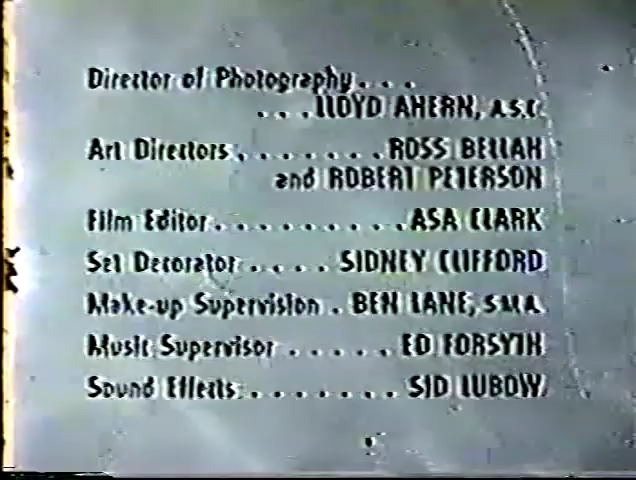 Director of Photography . . .
. . . LLOYD AHERN, A.S.C.
Art Directors . . . . . . . ROSS BELLAH
and ROBERT PETERSON
Film Editor . . . . . . . . . ASA CLARK
Set Decorator . . . . SIDNEY CLIFFORD
Make-up Supervision . BEN LANE, S.M.A.
Music Supervisor . . . . . ED FORSYTH
Sound Effects . . . . . . . SID LUBOW